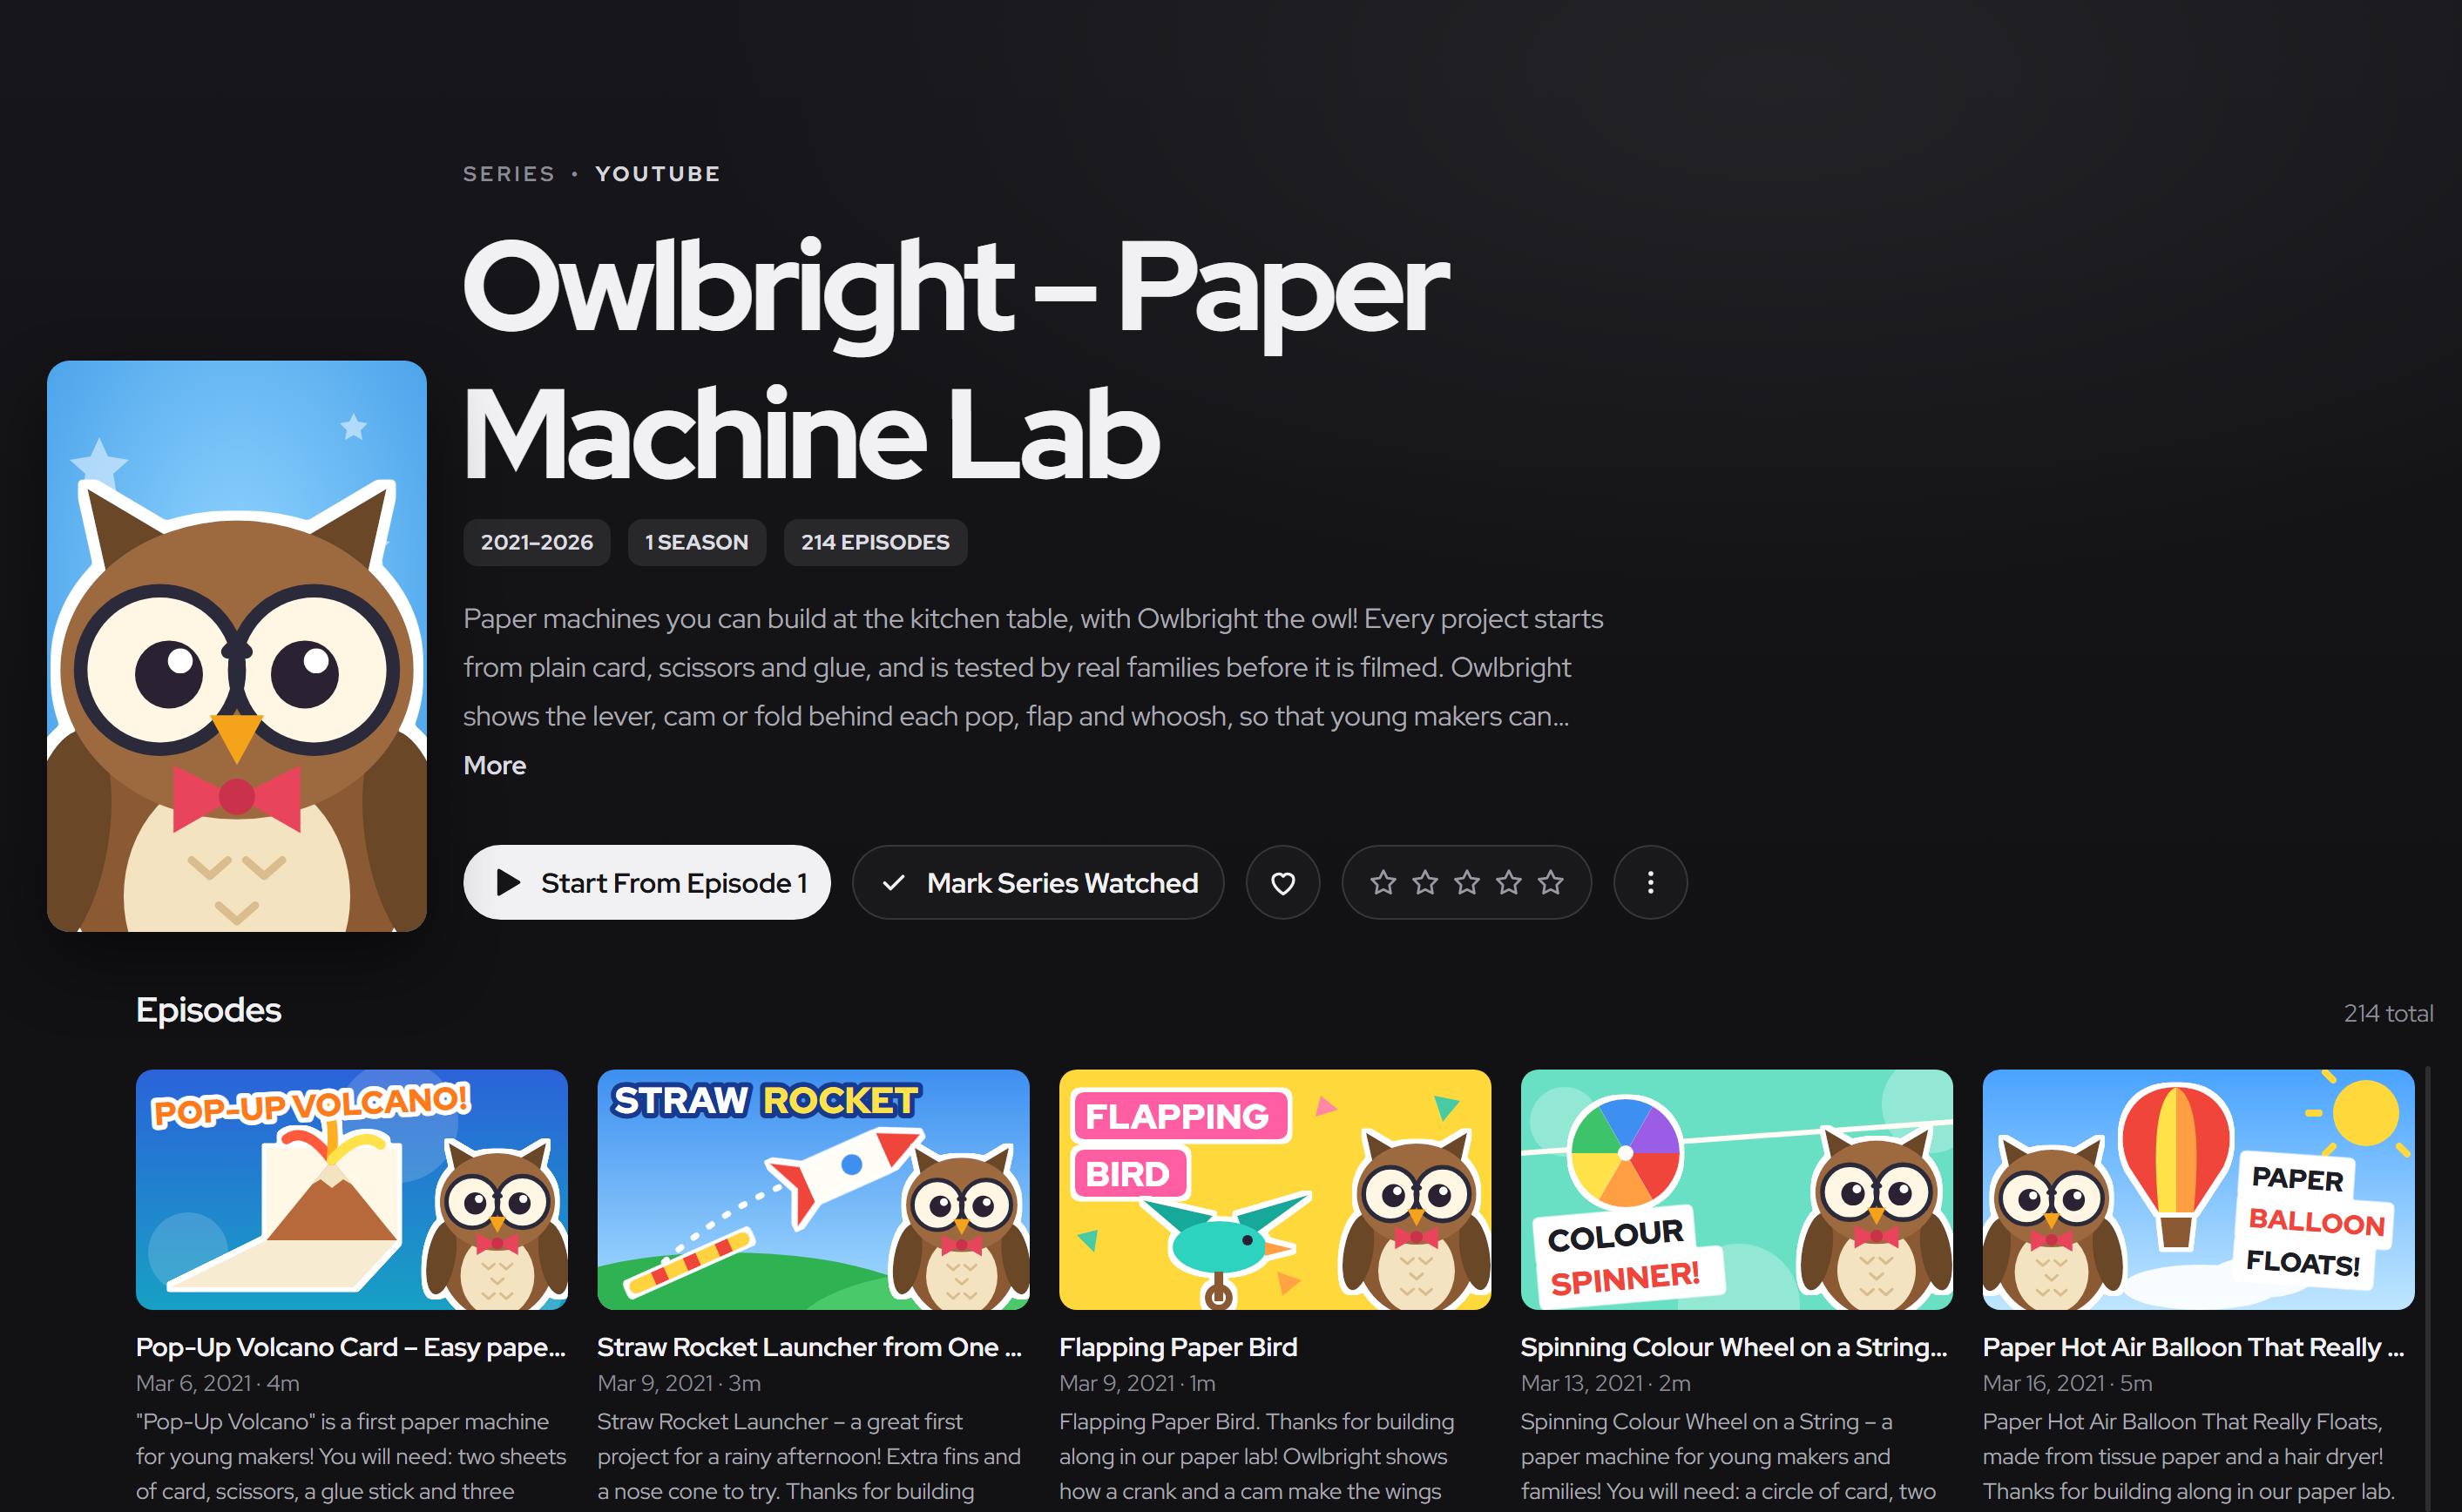 SERIES • YOUTUBE
Owlbright – Paper
Machine Lab
2021–2026
1 SEASON
214 EPISODES
Paper machines you can build at the kitchen table, with Owlbright the owl! Every project starts
from plain card, scissors and glue, and is tested by real families before it is filmed. Owlbright
shows the lever, cam or fold behind each pop, flap and whoosh, so that young makers can...
More
Start From Episode 1
Mark Series Watched
Episodes
214 total
POP-UP VOLCANO!
Pop-Up Volcano Card – Easy pape...
Mar 6, 2021 · 4m
"Pop-Up Volcano" is a first paper machine
for young makers! You will need: two sheets
of card, scissors, a glue stick and three
STRAW ROCKET
Straw Rocket Launcher from One ...
Mar 9, 2021 · 3m
Straw Rocket Launcher – a great first
project for a rainy afternoon! Extra fins and
a nose cone to try. Thanks for building
FLAPPING
BIRD
Flapping Paper Bird
Mar 9, 2021 · 1m
Flapping Paper Bird. Thanks for building
along in our paper lab! Owlbright shows
how a crank and a cam make the wings
COLOUR
SPINNER!
Spinning Colour Wheel on a String...
Mar 13, 2021 · 2m
Spinning Colour Wheel on a String – a
paper machine for young makers and
families! You will need: a circle of card, two
PAPER
BALLOON
FLOATS!
Paper Hot Air Balloon That Really ...
Mar 16, 2021 · 5m
Paper Hot Air Balloon That Really Floats,
made from tissue paper and a hair dryer!
Thanks for building along in our paper lab.